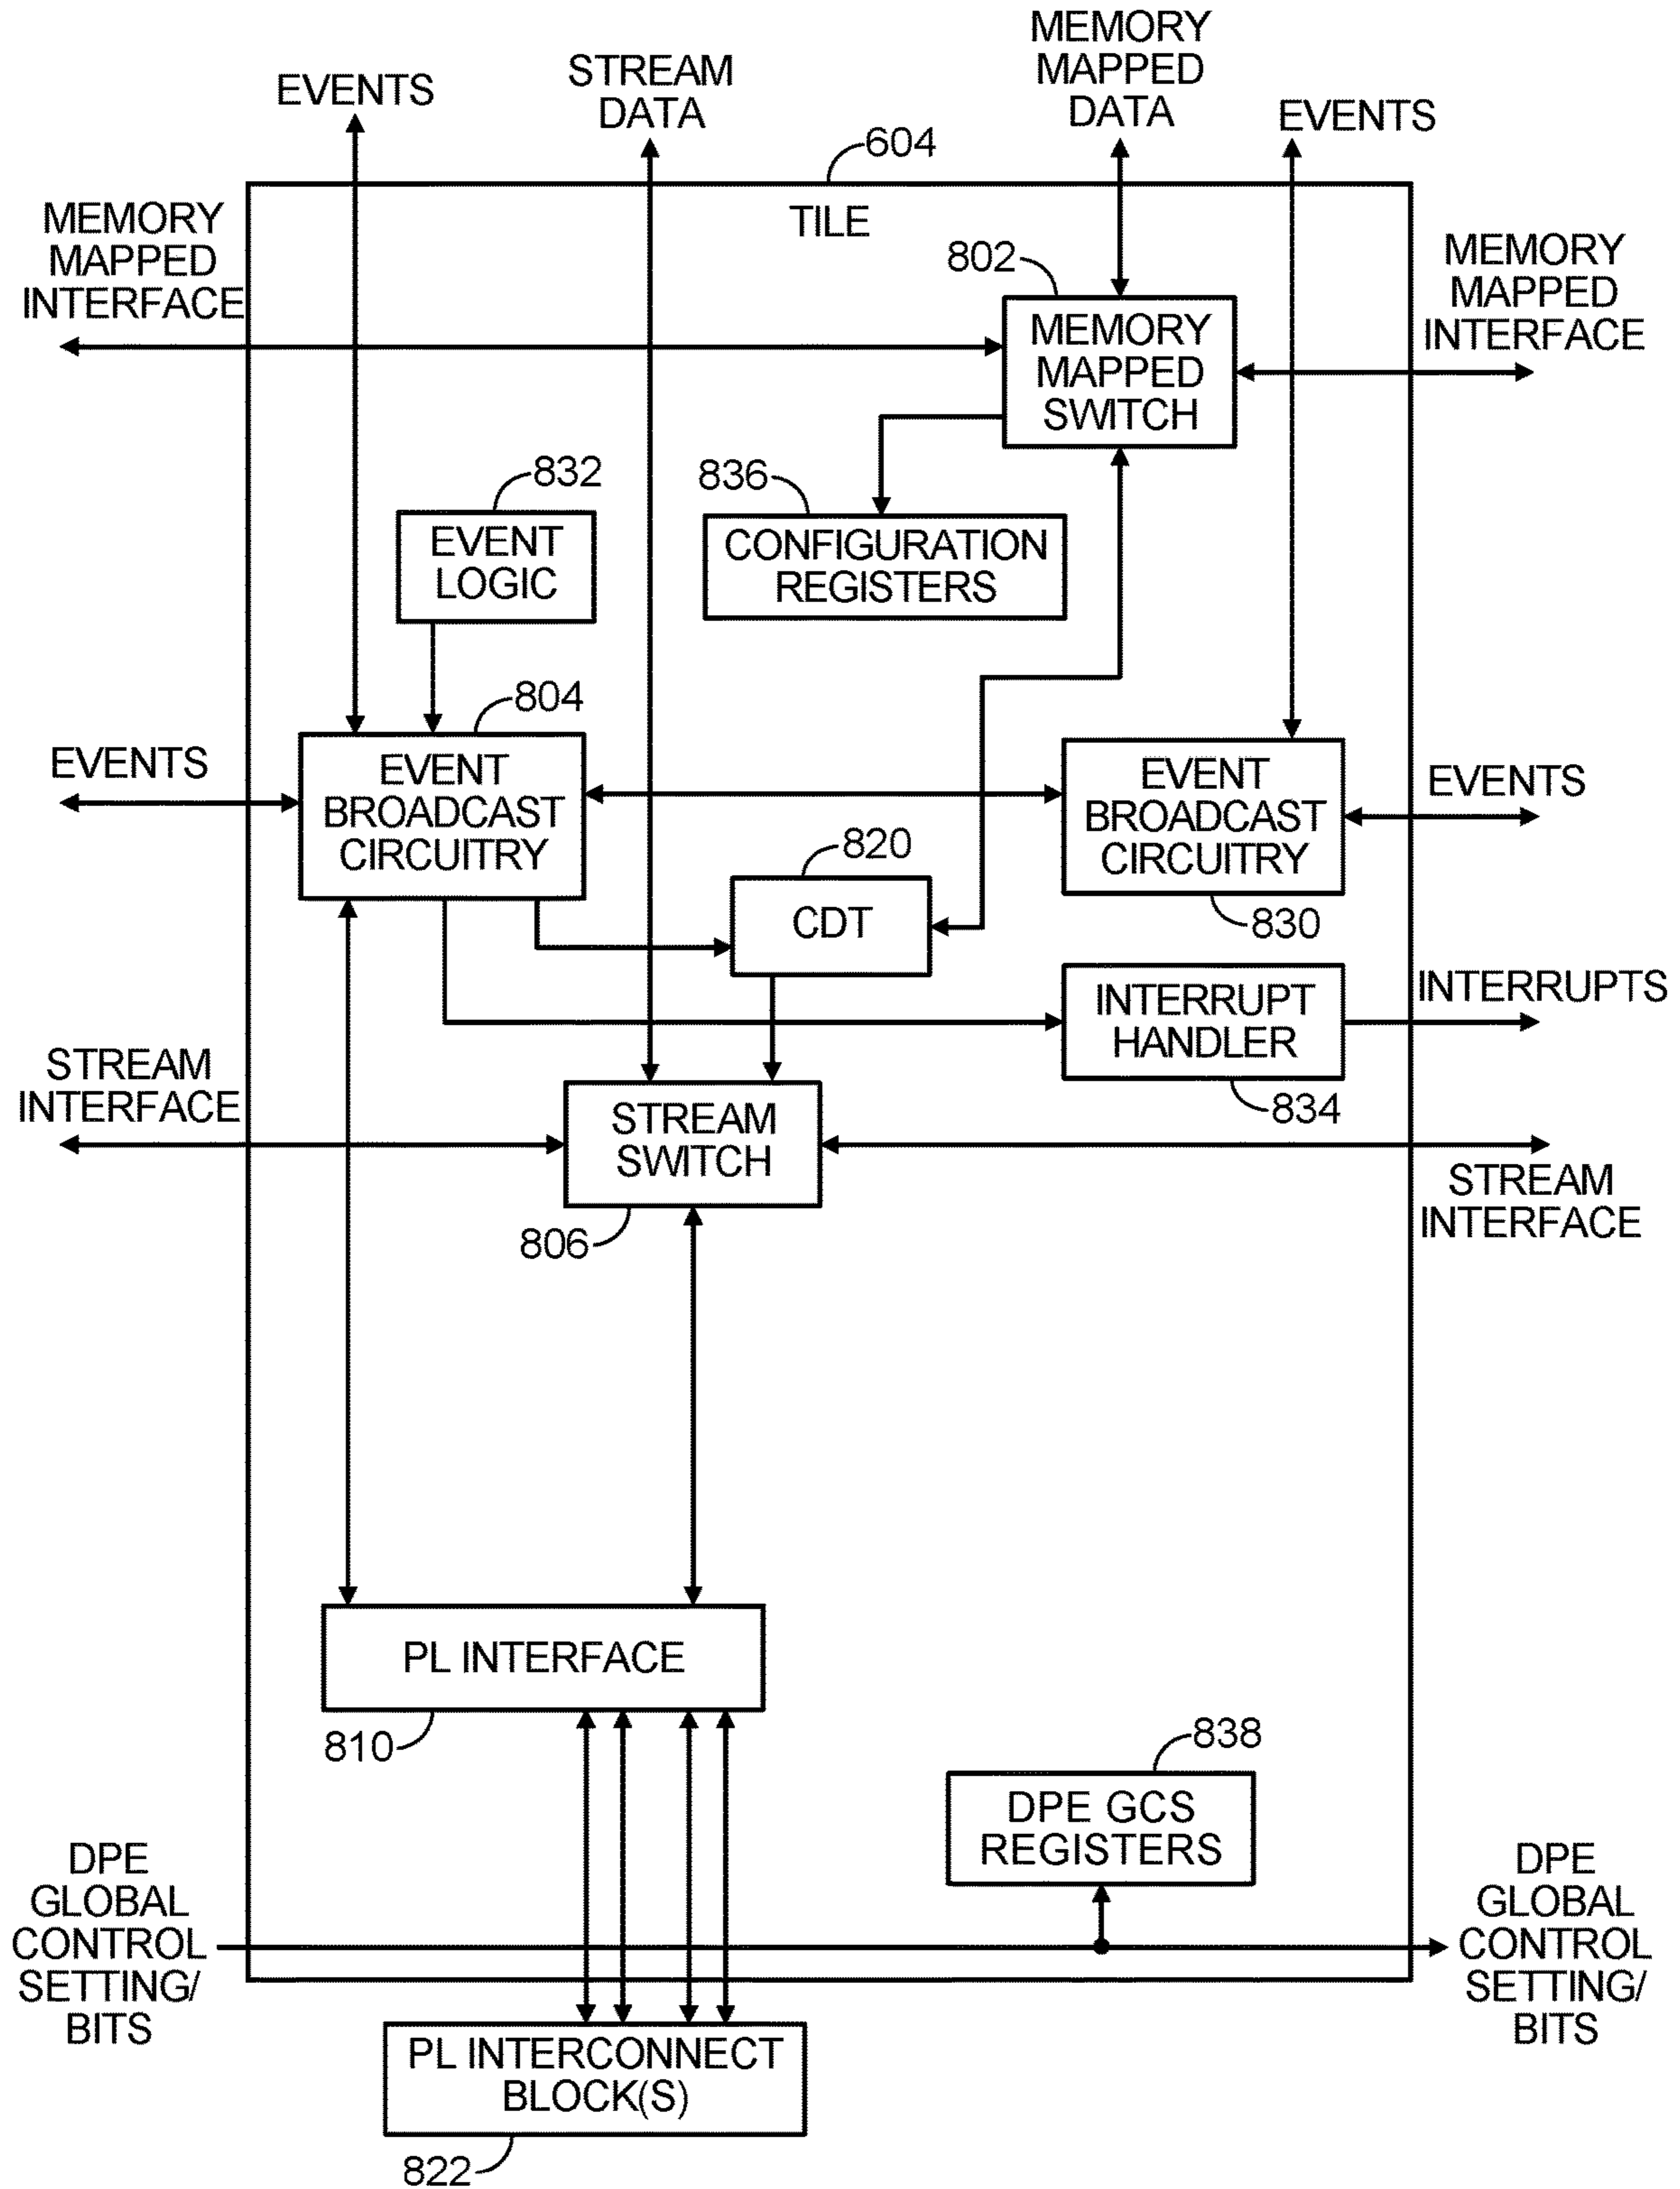 MEMORY
MAPPED
DATA
STREAM
DATA
EVENTS
EVENTS
604
TILE
MEMORY
MAPPED
INTERFACE
802
MEMORY
MAPPED
INTERFACE
MEMORY
MAPPED
SWITCH
832
836
EVENT
LOGIC
CONFIGURATION
REGISTERS
804
EVENTS
EVENT
BROADCAST
CIRCUITRY
EVENT
BROADCAST
CIRCUITRY
EVENTS
820
CDT
830
INTERRUPT
HANDLER
INTERRUPTS
834
STREAM
INTERFACE
STREAM
SWITCH
806
STREAM
INTERFACE
PL INTERFACE
810
838
DPE GCS
REGISTERS
DPE
GLOBAL
CONTROL
SETTING/
BITS
DPE
GLOBAL
CONTROL
SETTING/
BITS
PL INTERCONNECT
BLOCK(S)
822